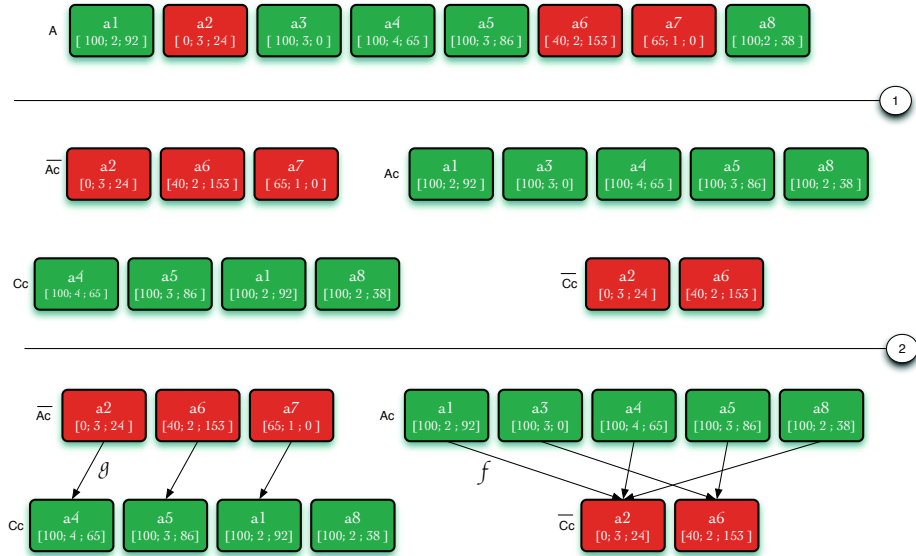 A
a1
[ 100; 2; 92 ]
a2
[ 0; 3 ; 24 ]
a3
[ 100; 3; 0 ]
a4
[ 100; 4; 65 ]
a5
[100; 3 ; 86 ]
a6
[ 40; 2; 153 ]
a7
[ 65; 1 ; 0 ]
a8
[ 100;2 ; 38 ]
1
Ac
a2
[0; 3 ; 24 ]
a6
[40; 2 ; 153 ]
a7
[ 65; 1 ; 0 ]
Ac
a1
[100; 2; 92 ]
a3
[100; 3; 0]
a4
[100; 4; 65 ]
a5
[100; 3 ; 86]
a8
[100; 2 ; 38 ]
Cc
a4
[ 100; 4 ; 65 ]
a5
[100; 3 ; 86 ]
a1
[100; 2 ; 92]
a8
[100; 2 ; 38]
Cc
a2
[0; 3 ; 24 ]
a6
[40; 2 ; 153 ]
2
Ac
a2
[0; 3 ; 24 ]
a6
[40; 2 ; 153 ]
a7
[65; 1 ; 0 ]
Ac
a1
[100; 2 ; 92]
a3
[100; 3; 0]
a4
[100; 4 ; 65]
a5
[100; 3 ; 86]
a8
[100; 2 ; 38]
g
f
Cc
a4
[100; 4 ; 65]
a5
[100; 3 ; 86]
a1
[100; 2 ; 92]
a8
[100; 2 ; 38 ]
Cc
a2
[0; 3 ; 24]
a6
[40; 2 ; 153 ]